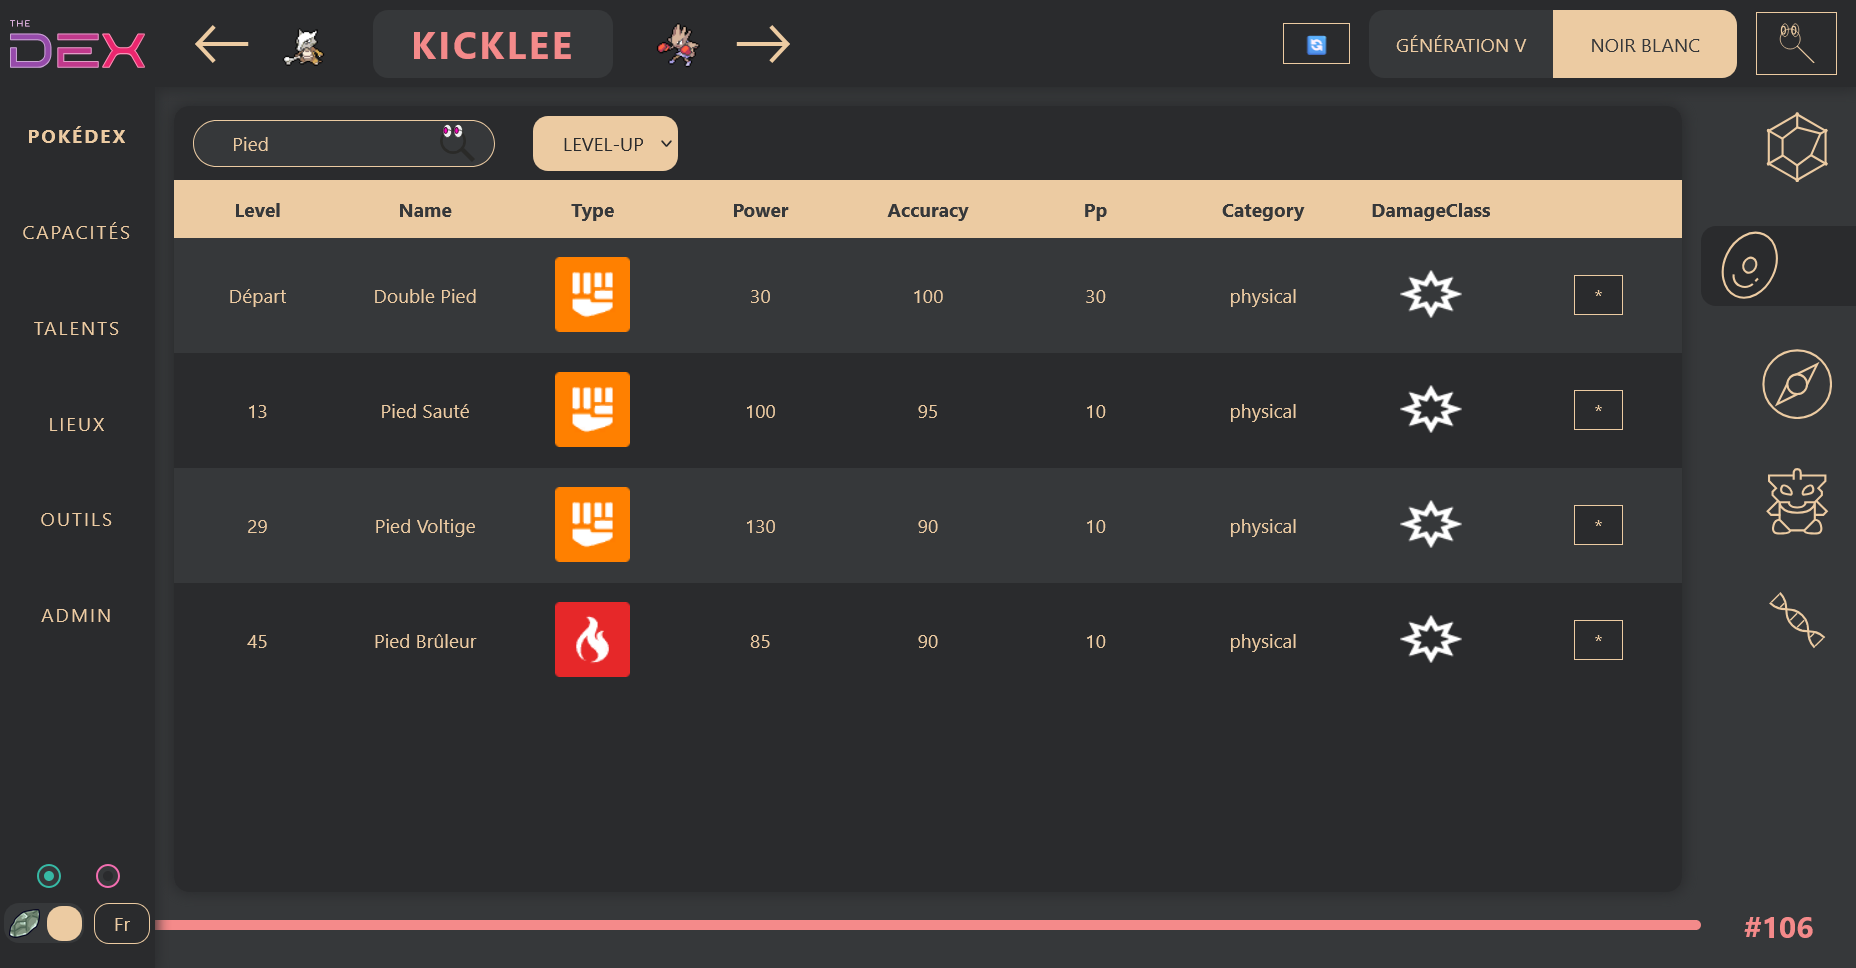 THE
DEX
KICKLEE
GÉNÉRATION V
NOIR BLANC
POKÉDEX
CAPACITÉS
TALENTS
LIEUX
OUTILS
ADMIN
Pied
LEVEL-UP
Level Name Type Power Accuracy Pp Category DamageClass
Départ Double Pied 30 100 30 physical *
13 Pied Sauté 100 95 10 physical *
29 Pied Voltige 130 90 10 physical *
45 Pied Brûleur 85 90 10 physical *
Fr
#106